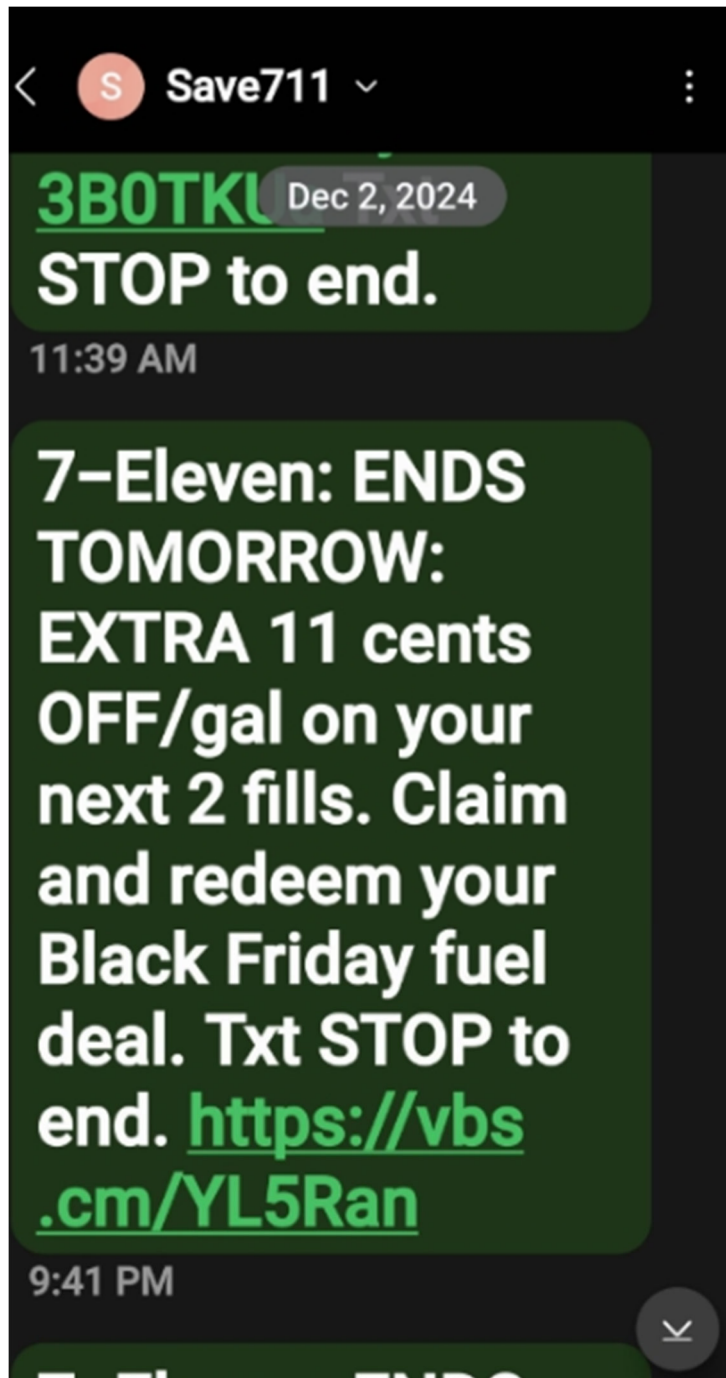 S Save711
3B0TKU Txt
Dec 2, 2024
STOP to end.
11:39 AM
7-Eleven: ENDS
TOMORROW:
EXTRA 11 cents
OFF/gal on your
next 2 fills. Claim
and redeem your
Black Friday fuel
deal. Txt STOP to
end. https://vbs
.cm/YL5Ran
9:41 PM